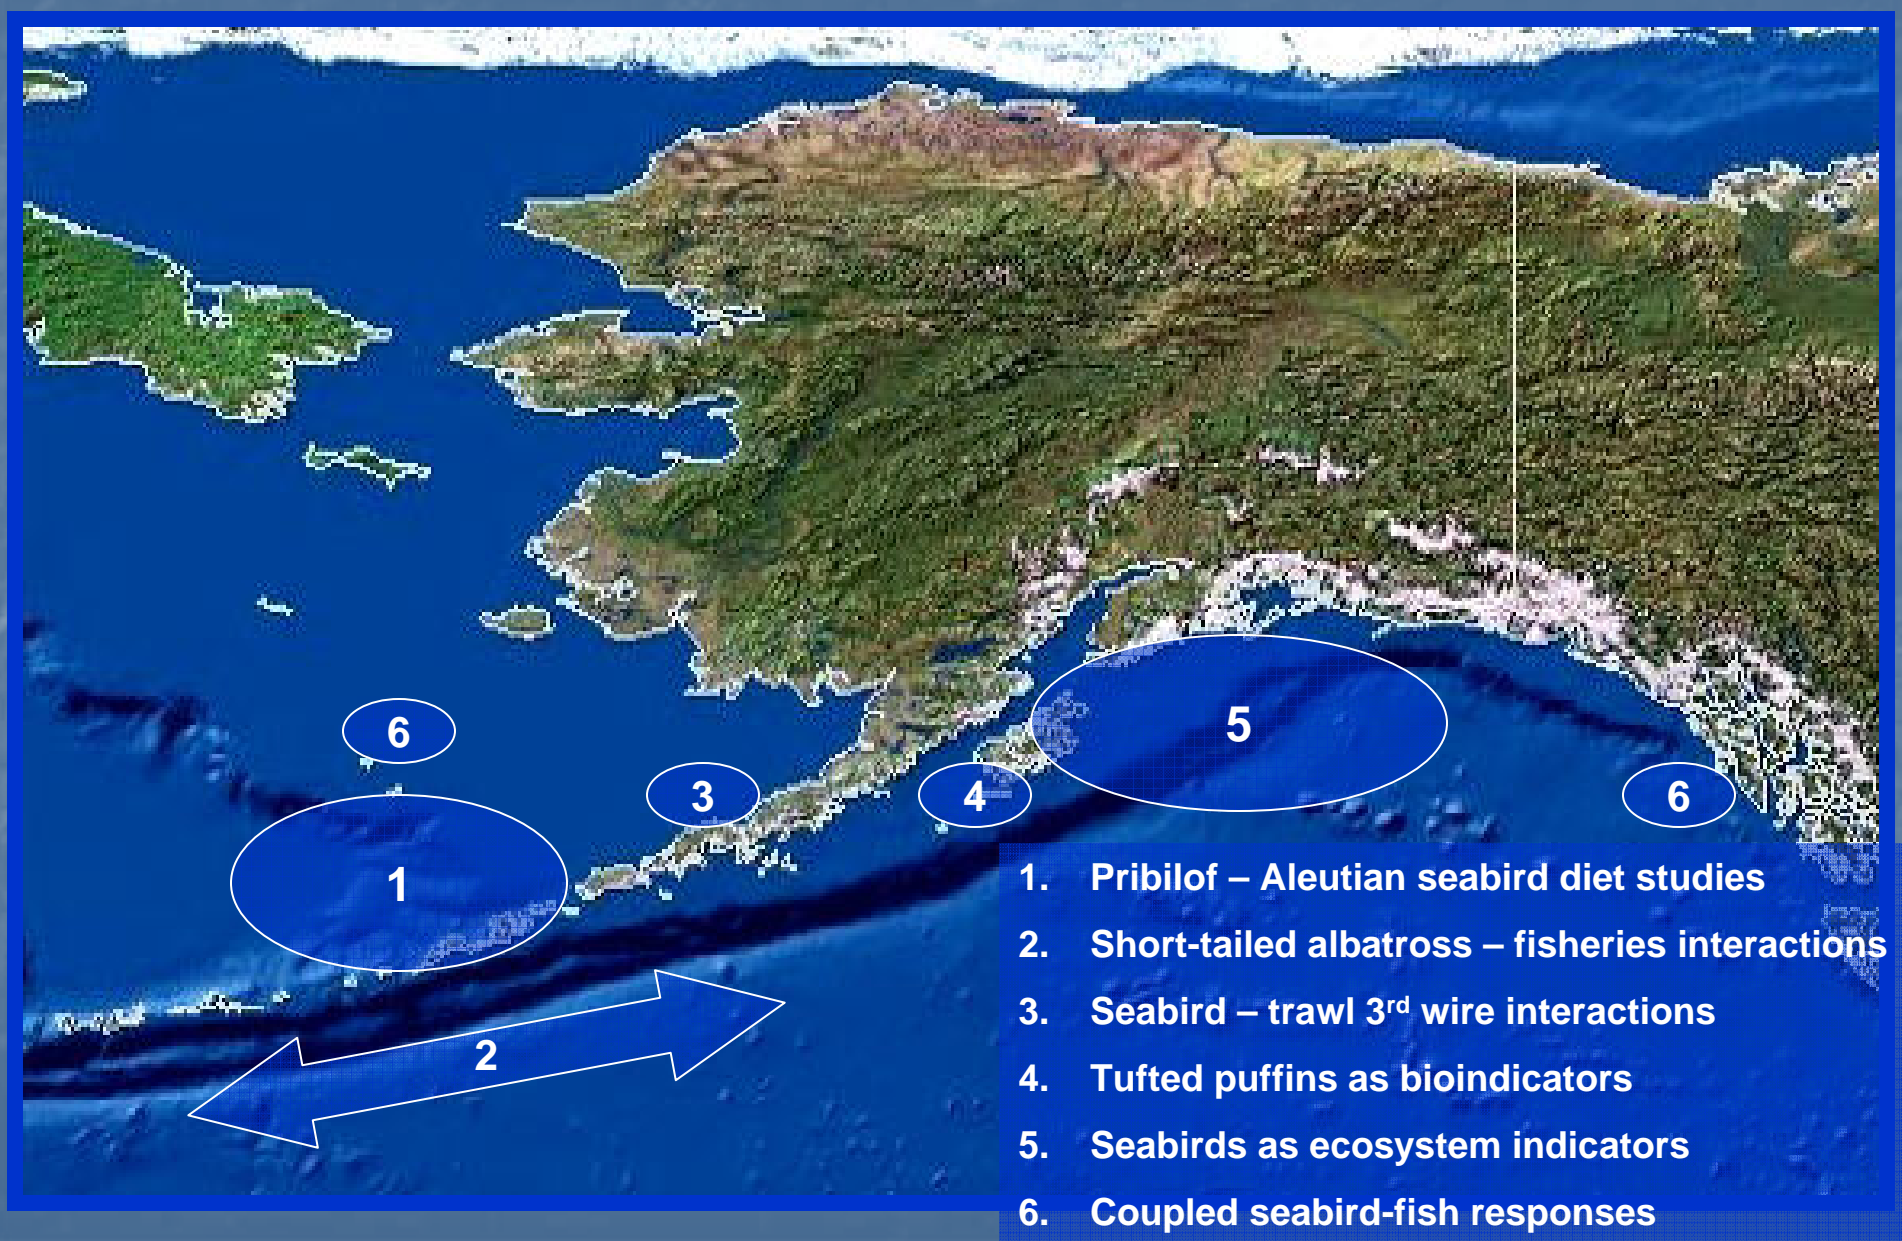 6
3
4
5
6
1
2
1. Pribilof – Aleutian seabird diet studies
2. Short-tailed albatross – fisheries interactions
3. Seabird – trawl 3rd wire interactions
4. Tufted puffins as bioindicators
5. Seabirds as ecosystem indicators
6. Coupled seabird-fish responses